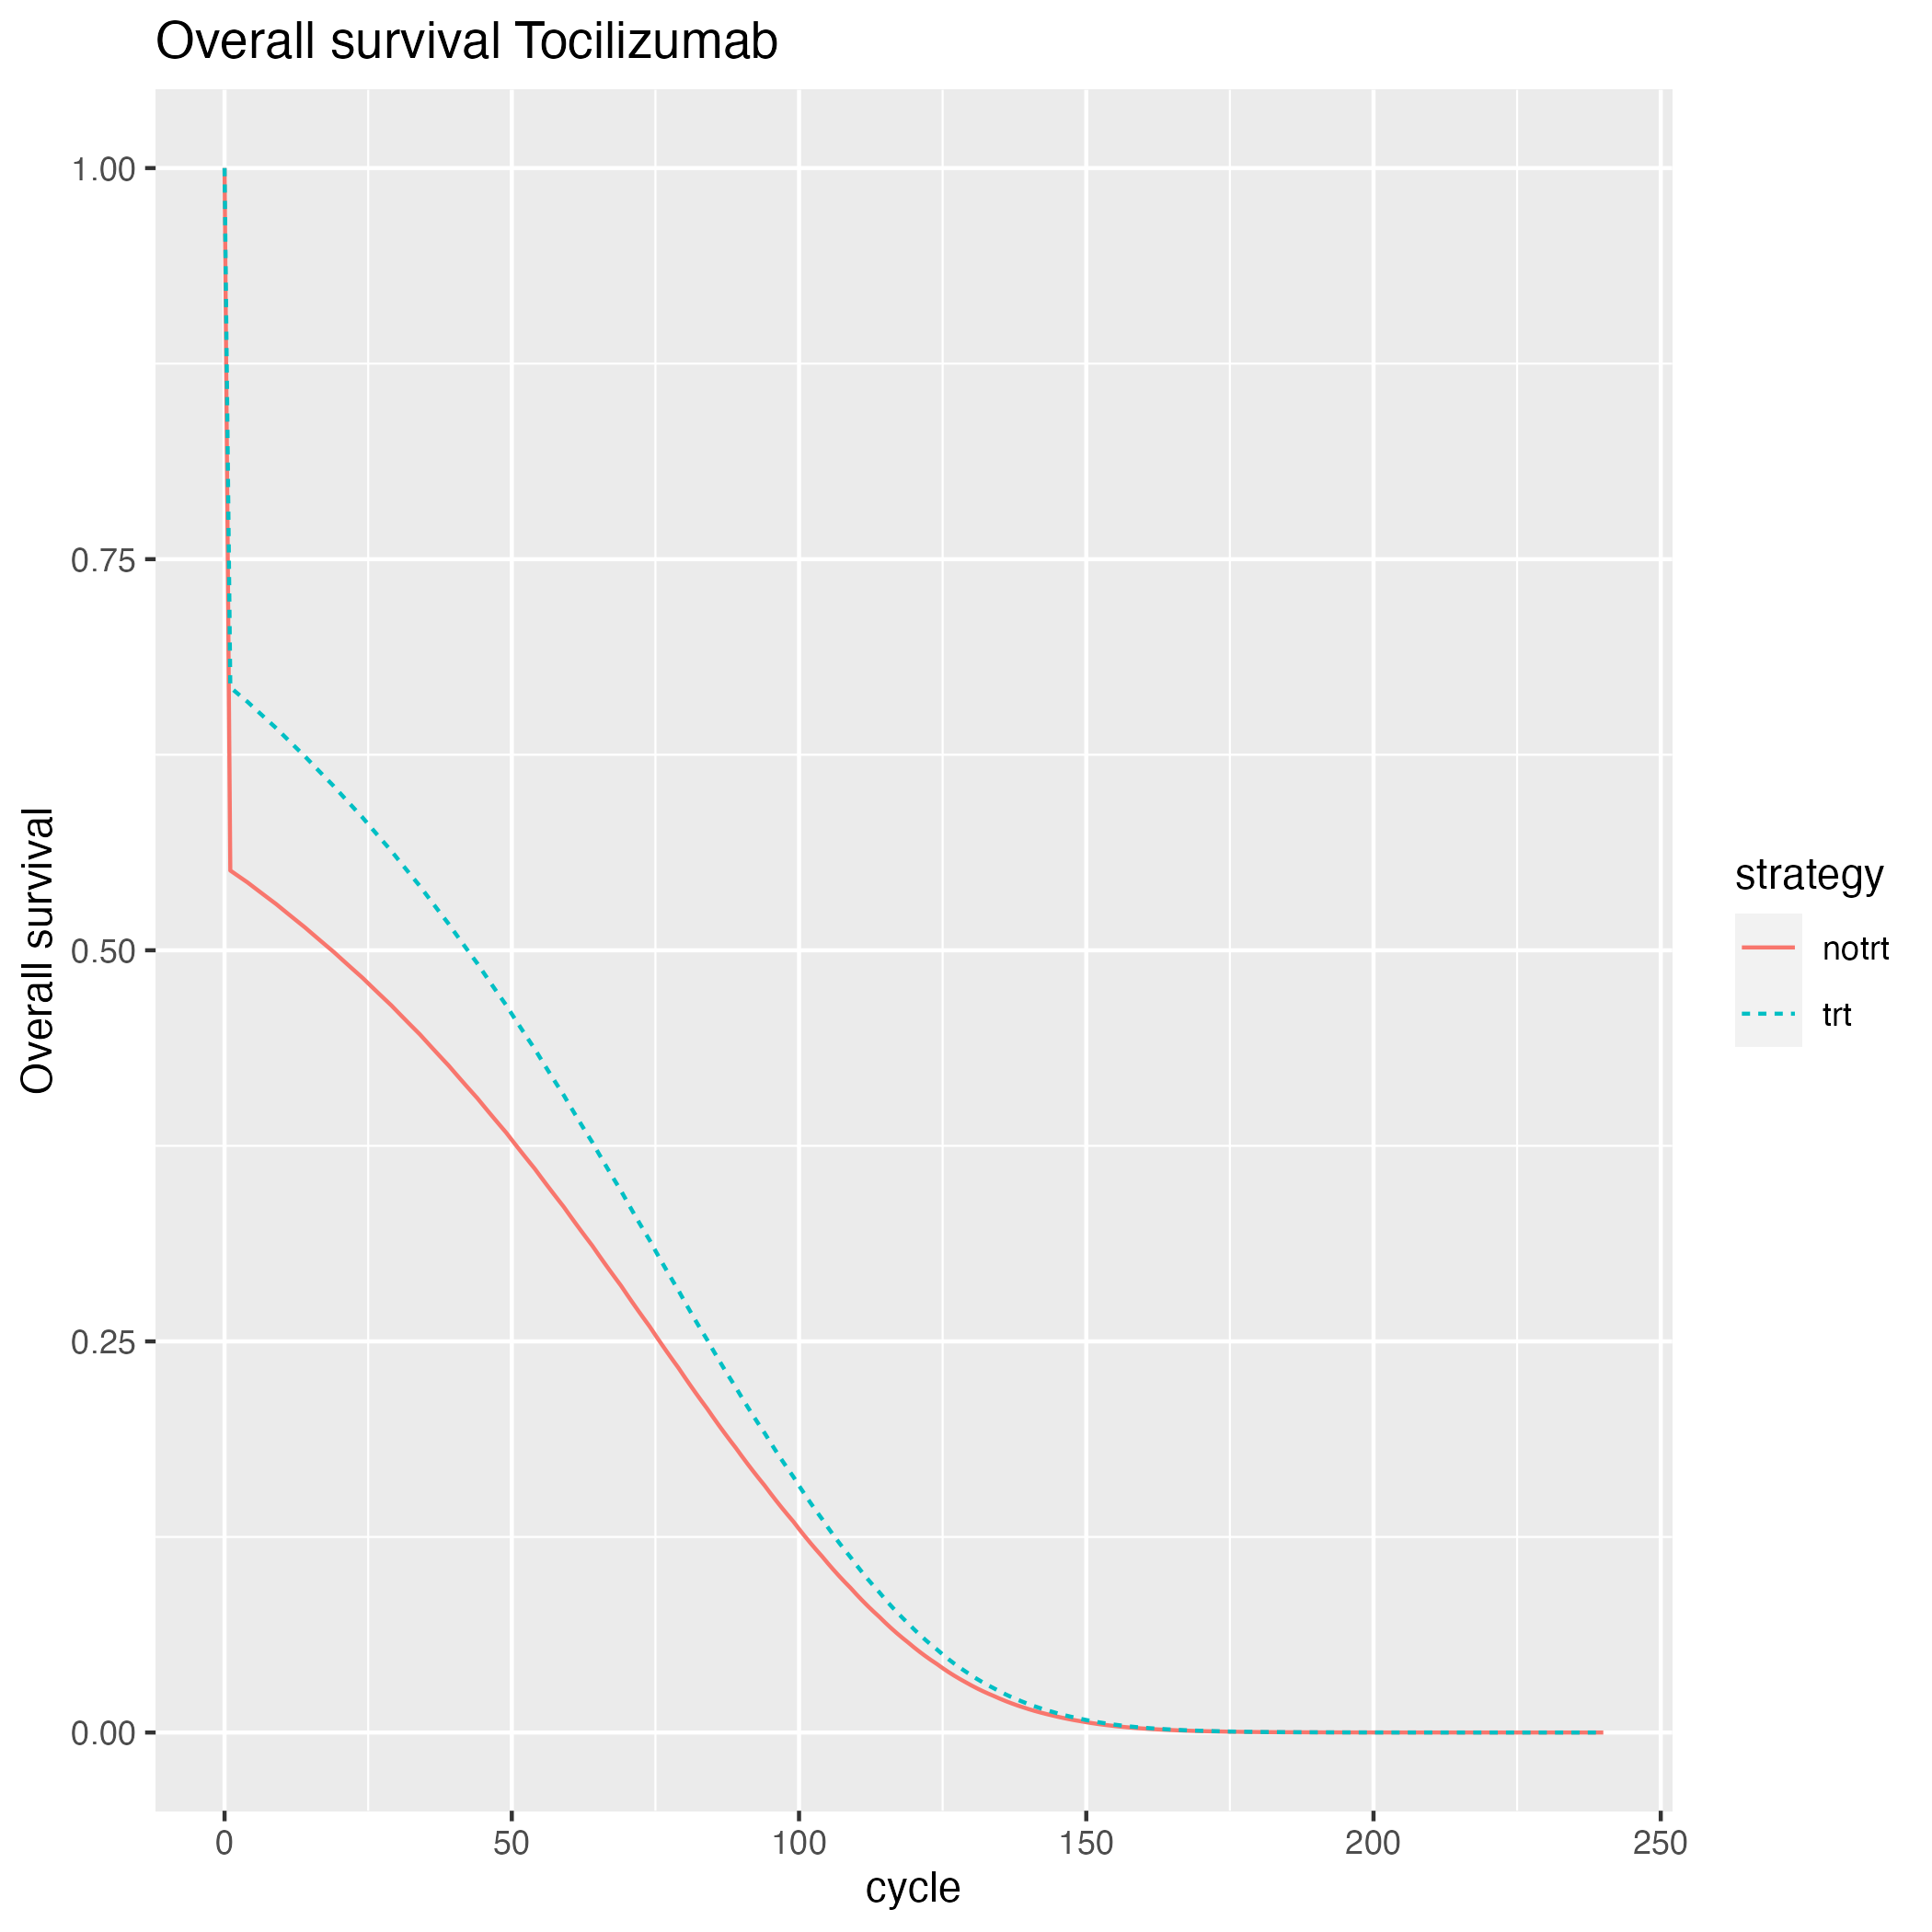 Overall survival Tocilizumab
1.00
0.75
0.50
0.25
0.00
Overall survival
0 50 100 150 200 250
cycle
strategy
notrt
trt